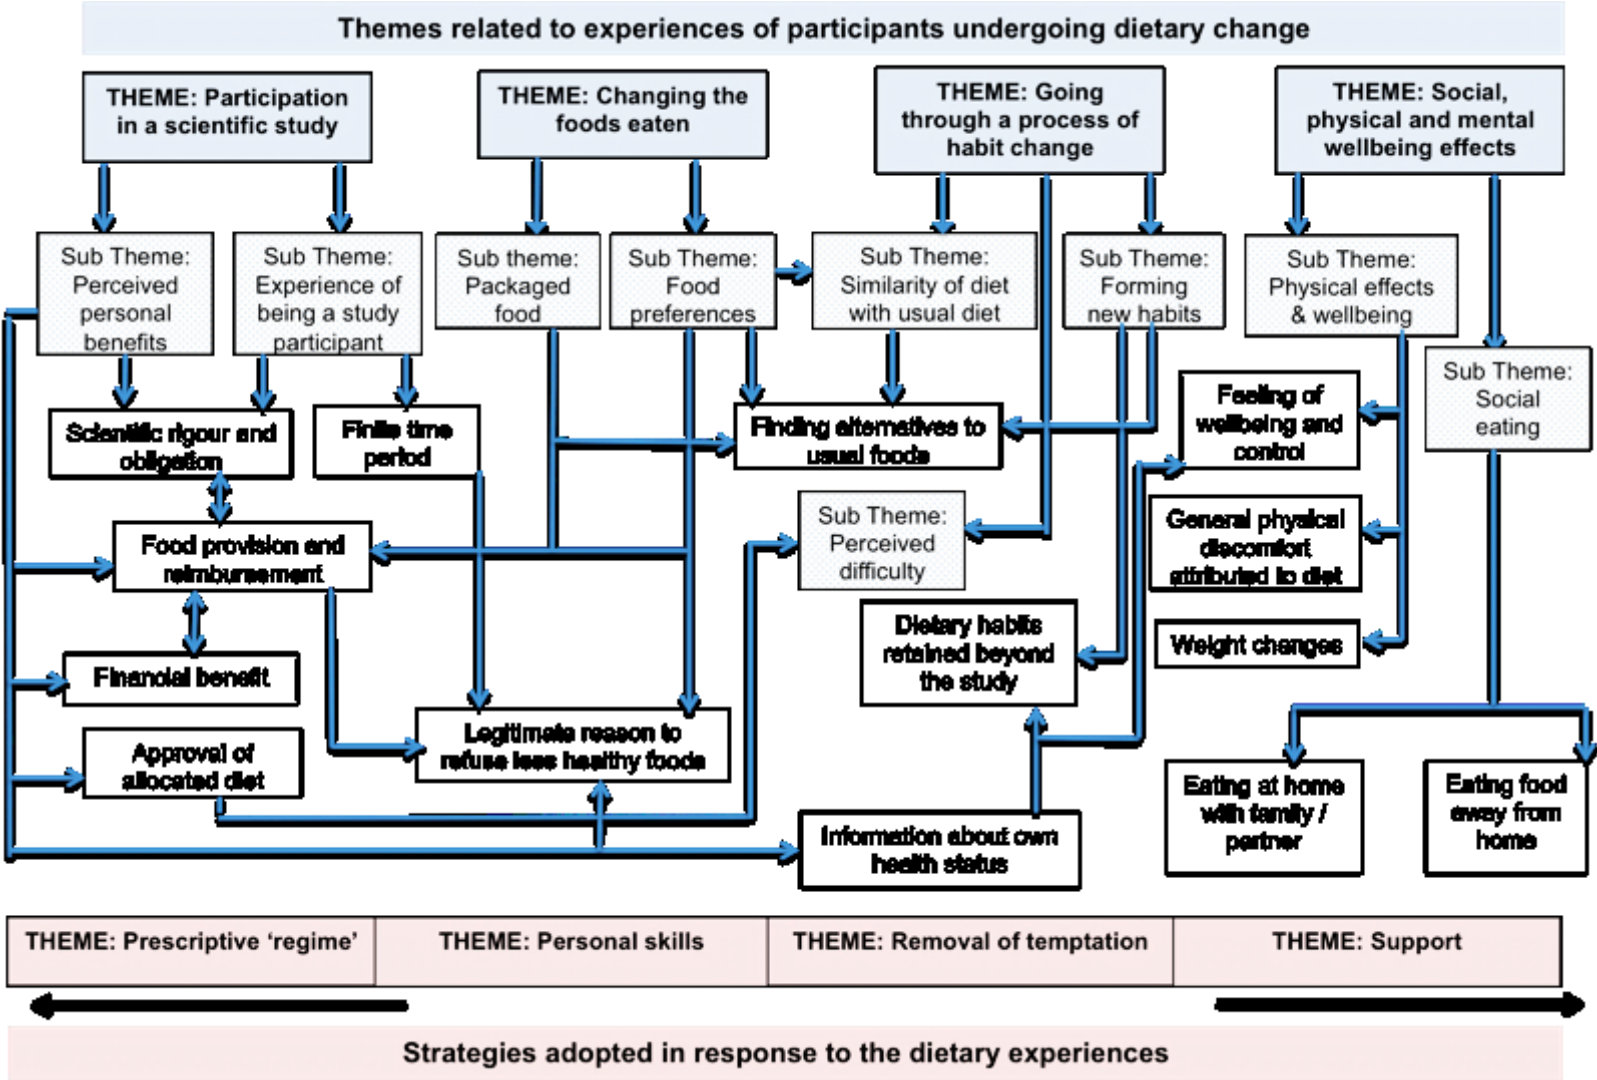 Themes related to experiences of participants undergoing dietary change
THEME: Participation
in a scientific study
THEME: Changing the
foods eaten
THEME: Going
through a process of
habit change
THEME: Social,
physical and mental
wellbeing effects
Sub Theme:
Perceived
personal
benefits
Sub Theme:
Experience of
being a study
participant
Sub theme:
Packaged
food
Sub Theme:
Food
preferences
Sub Theme:
Similarity of diet
with usual diet
Sub Theme:
Forming
new habits
Sub Theme:
Physical effects
& wellbeing
Sub Theme:
Social
eating
Scientific rigour and
obligation
Finite time
period
Finding alternatives to
usual foods
Feeling of
wellbeing and
control
Food provision and
reimbursement
Sub Theme:
Perceived
difficulty
General physical
discomfort
attributed to diet
Dietary habits
retained beyond
the study
Weight changes
Financial benefit
Legitimate reason to
refuse less healthy foods
Approval of
allocated diet
Information about own
health status
Eating at home
with family /
partner
Eating food
away from
home
THEME: Prescriptive ‘regime’
THEME: Personal skills
THEME: Removal of temptation
THEME: Support
Strategies adopted in response to the dietary experiences